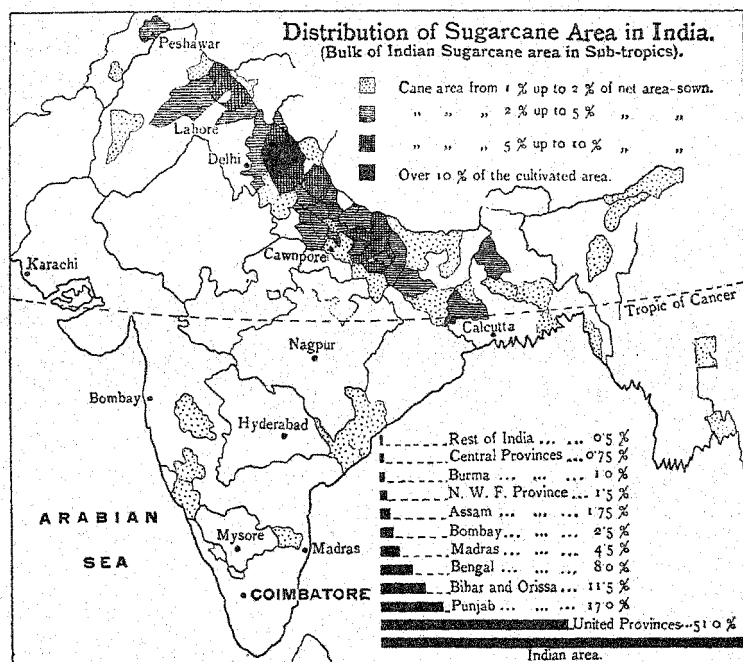 Distribution of Sugarcane Area in India.
(Bulk of Indian Sugarcane area in Sub-tropics).
Cane area from 1 % up to 2 % of net area-sown.
„ „ „ 2 % up to 5 % „ „
„ „ „ 5 % up to 10 % „ „
Over 10 % of the cultivated area.
Peshawar
Lahore
Delhi
Cawnpore
Karachi
Tropic of Cancer
Calcutta
Nagpur
Bombay
Hyderabad
ARABIAN
SEA
Mysore
Madras
COIMBATORE
Rest of India ... ... 0·5 %
Central Provinces ... 0·75 %
Burma ... ... ... 1·0 %
N. W. F. Province ... 1·5 %
Assam ... ... ... 1·75 %
Bombay ... ... ... 2·5 %
Madras ... ... ... 4·5 %
Bengal ... ... ... 8·0 %
Bihar and Orissa ... 11·5 %
Punjab ... ... ... 17·0 %
United Provinces ... 51·0 %
Indian area.